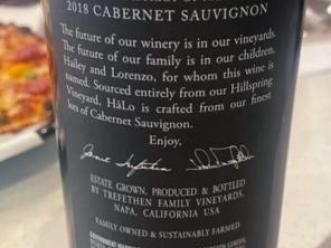 2018 CABERNET SAUVIGNON
The future of our winery is in our vineyards.
The future of our family is in our children,
Hailey and Lorenzo, for whom this wine is
named. Sourced entirely from our Hillspring
Vineyard, HāLo is crafted from our finest
lots of Cabernet Sauvignon.
Enjoy,
ESTATE GROWN, PRODUCED & BOTTLED
BY TREFETHEN FAMILY VINEYARDS,
NAPA, CALIFORNIA USA
FAMILY OWNED & SUSTAINABLY FARMED
GOVERNMENT